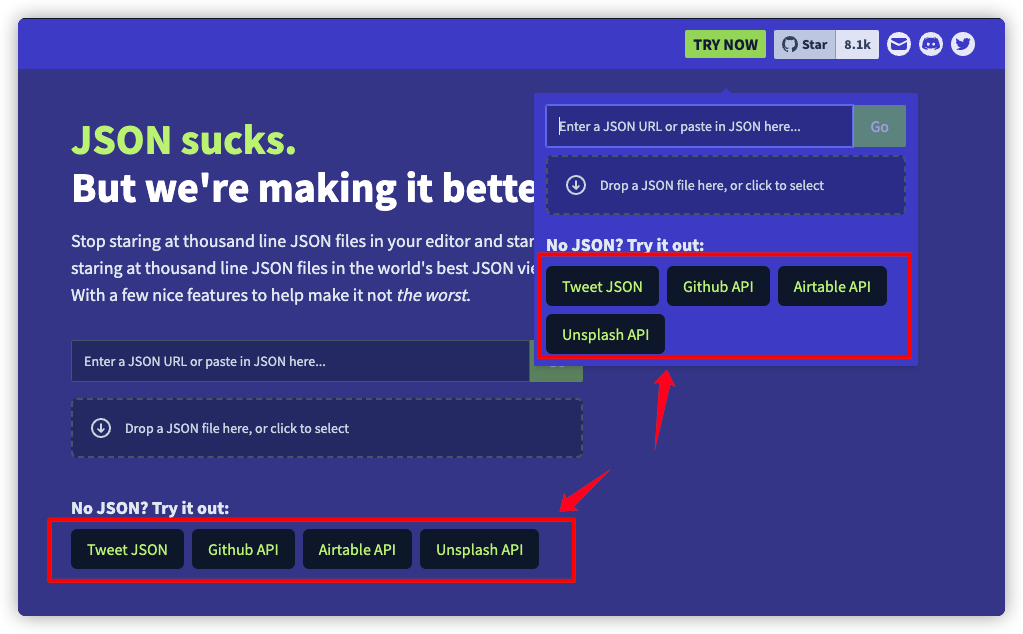 TRY NOW
Star
8.1k
JSON sucks.
But we're making it bette
Stop staring at thousand line JSON files in your editor and star
staring at thousand line JSON files in the world's best JSON vie
With a few nice features to help make it not the worst.
Enter a JSON URL or paste in JSON here...
Drop a JSON file here, or click to select
No JSON? Try it out:
Tweet JSON
Github API
Airtable API
Unsplash API
Enter a JSON URL or paste in JSON here...
Go
Drop a JSON file here, or click to select
No JSON? Try it out:
Tweet JSON
Github API
Airtable API
Unsplash API